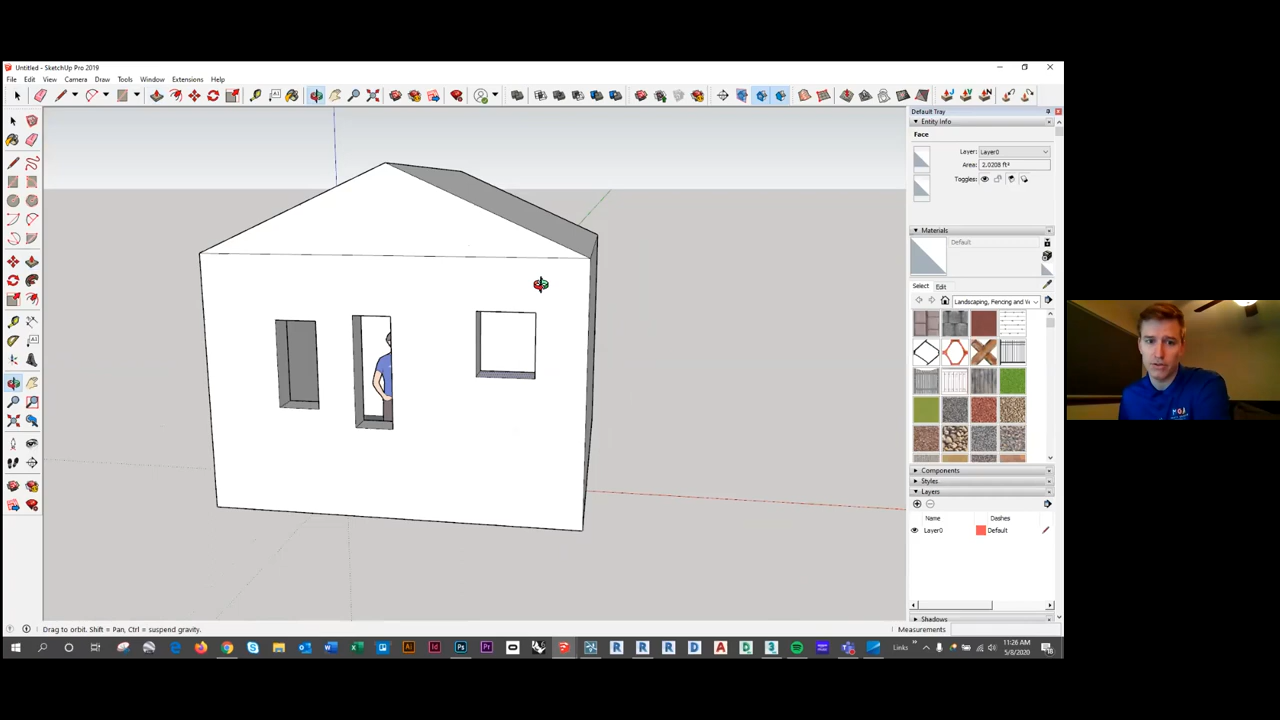 Untitled - SketchUp Pro 2019
File Edit View Camera Draw Tools Window Extensions Help
Default Tray
Entity Info
Face
Layer: Layer0
Area: 2.0208 ft²
Toggles:
Materials
Default
Select Edit
Landscaping, Fencing and V
Components
Styles
Layers
Name Dashes
Layer0 Default
Shadows
Drag to orbit. Shift = Pan, Ctrl = suspend gravity.
Measurements
Links
11:26 AM
5/8/2020